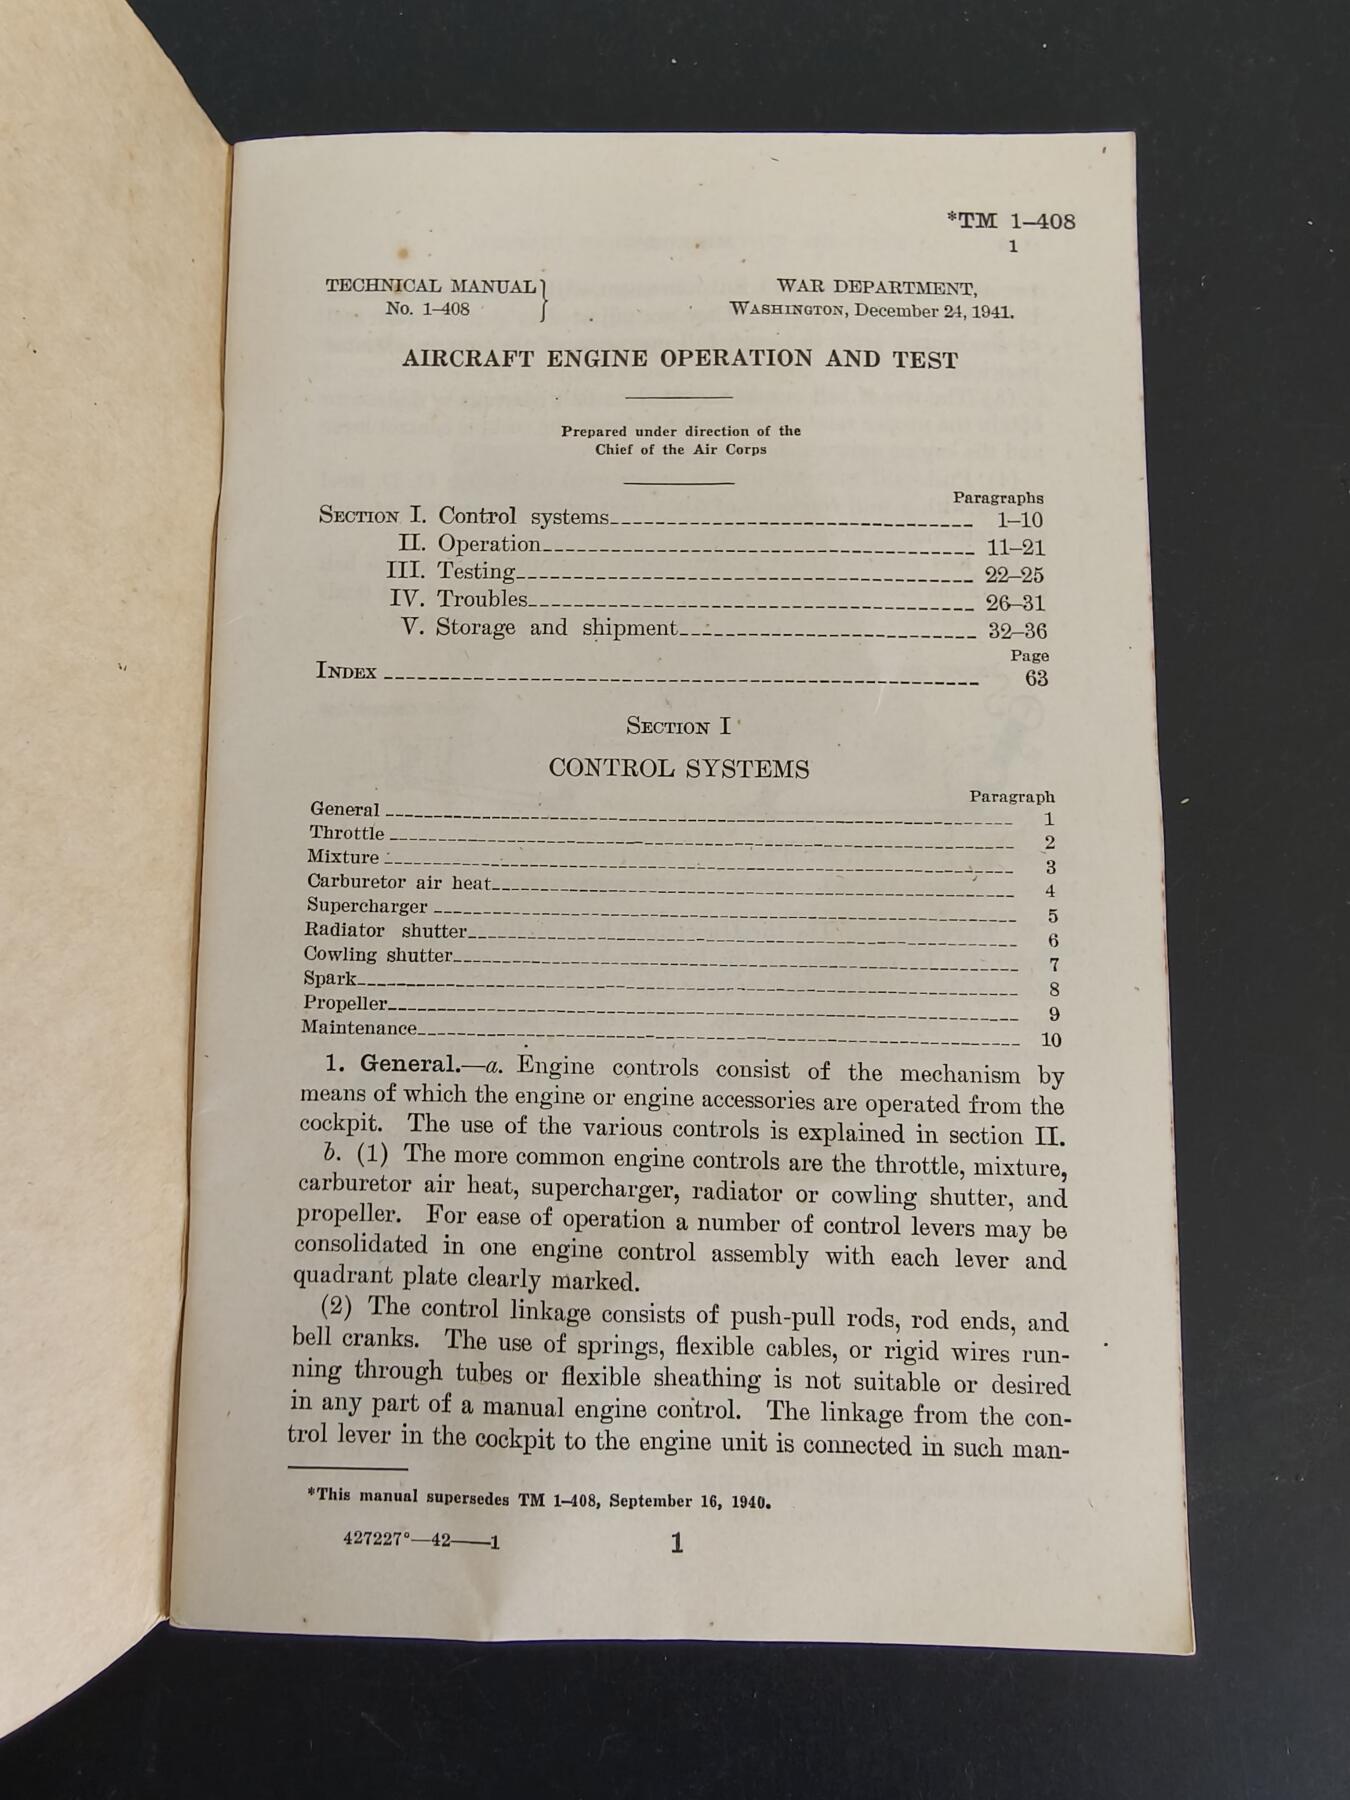 *TM 1–408
1
TECHNICAL MANUAL }
No. 1–408
WAR DEPARTMENT,
WASHINGTON, December 24, 1941.
AIRCRAFT ENGINE OPERATION AND TEST
Prepared under direction of the
Chief of the Air Corps
Paragraphs
SECTION I. Control systems 1–10
II. Operation 11–21
III. Testing 22–25
IV. Troubles 26–31
V. Storage and shipment 32–36
Page
INDEX 63
SECTION I
CONTROL SYSTEMS
Paragraph
General 1
Throttle 2
Mixture 3
Carburetor air heat 4
Supercharger 5
Radiator shutter 6
Cowling shutter 7
Spark 8
Propeller 9
Maintenance 10
1. General.—a. Engine controls consist of the mechanism by
means of which the engine or engine accessories are operated from the
cockpit. The use of the various controls is explained in section II.
b. (1) The more common engine controls are the throttle, mixture,
carburetor air heat, supercharger, radiator or cowling shutter, and
propeller. For ease of operation a number of control levers may be
consolidated in one engine control assembly with each lever and
quadrant plate clearly marked.
(2) The control linkage consists of push-pull rods, rod ends, and
bell cranks. The use of springs, flexible cables, or rigid wires run-
ning through tubes or flexible sheathing is not suitable or desired
in any part of a manual engine control. The linkage from the con-
trol lever in the cockpit to the engine unit is connected in such man-
*This manual supersedes TM 1–408, September 16, 1940.
427227°—42——1
1